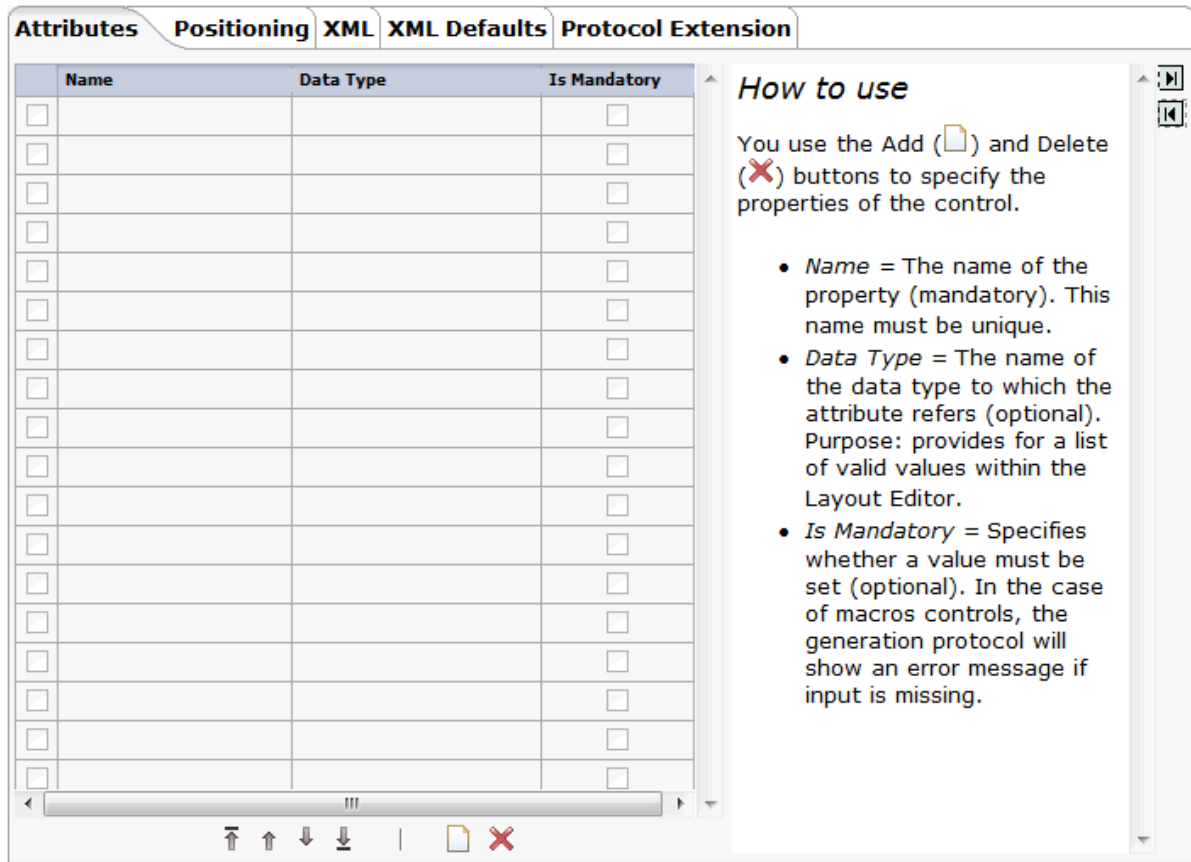 Attributes Positioning XML XML Defaults Protocol Extension
Name Data Type Is Mandatory
How to use
You use the Add ( ) and Delete
( ) buttons to specify the
properties of the control.
• Name = The name of the
property (mandatory). This
name must be unique.
• Data Type = The name of
the data type to which the
attribute refers (optional).
Purpose: provides for a list
of valid values within the
Layout Editor.
• Is Mandatory = Specifies
whether a value must be
set (optional). In the case
of macros controls, the
generation protocol will
show an error message if
input is missing.